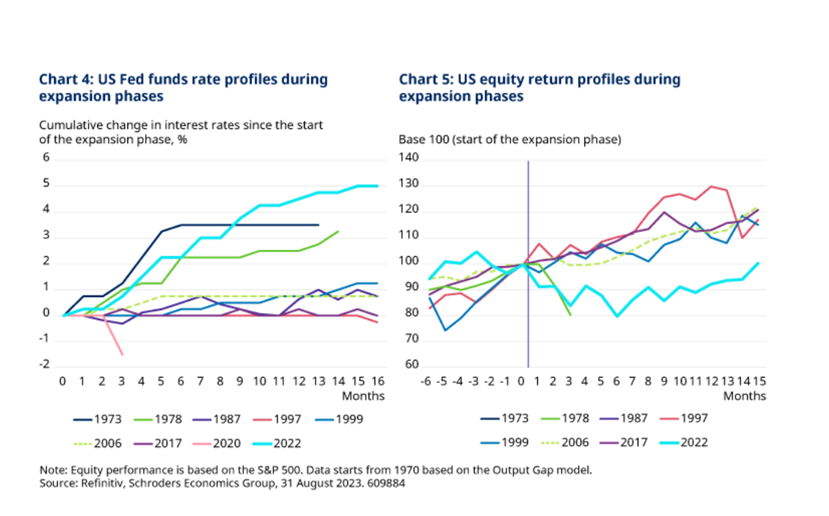 Chart 4: US Fed funds rate profiles during
expansion phases
Cumulative change in interest rates since the start
of the expansion phase, %
6
5
4
3
2
1
0
-1
-2
0 1 2 3 4 5 6 7 8 9 10 11 12 13 14 15 16
Months
1973 1978 1987 1997 1999
2006 2017 2020 2022
Chart 5: US equity return profiles during
expansion phases
Base 100 (start of the expansion phase)
140
130
120
110
100
90
80
70
60
-6 -5 -4 -3 -2 -1 0 1 2 3 4 5 6 7 8 9 10 11 12 13 14 15
Months
1973 1978 1987 1997
1999 2006 2017 2022
Note: Equity performance is based on the S&P 500. Data starts from 1970 based on the Output Gap model.
Source: Refinitiv, Schroders Economics Group, 31 August 2023. 609884